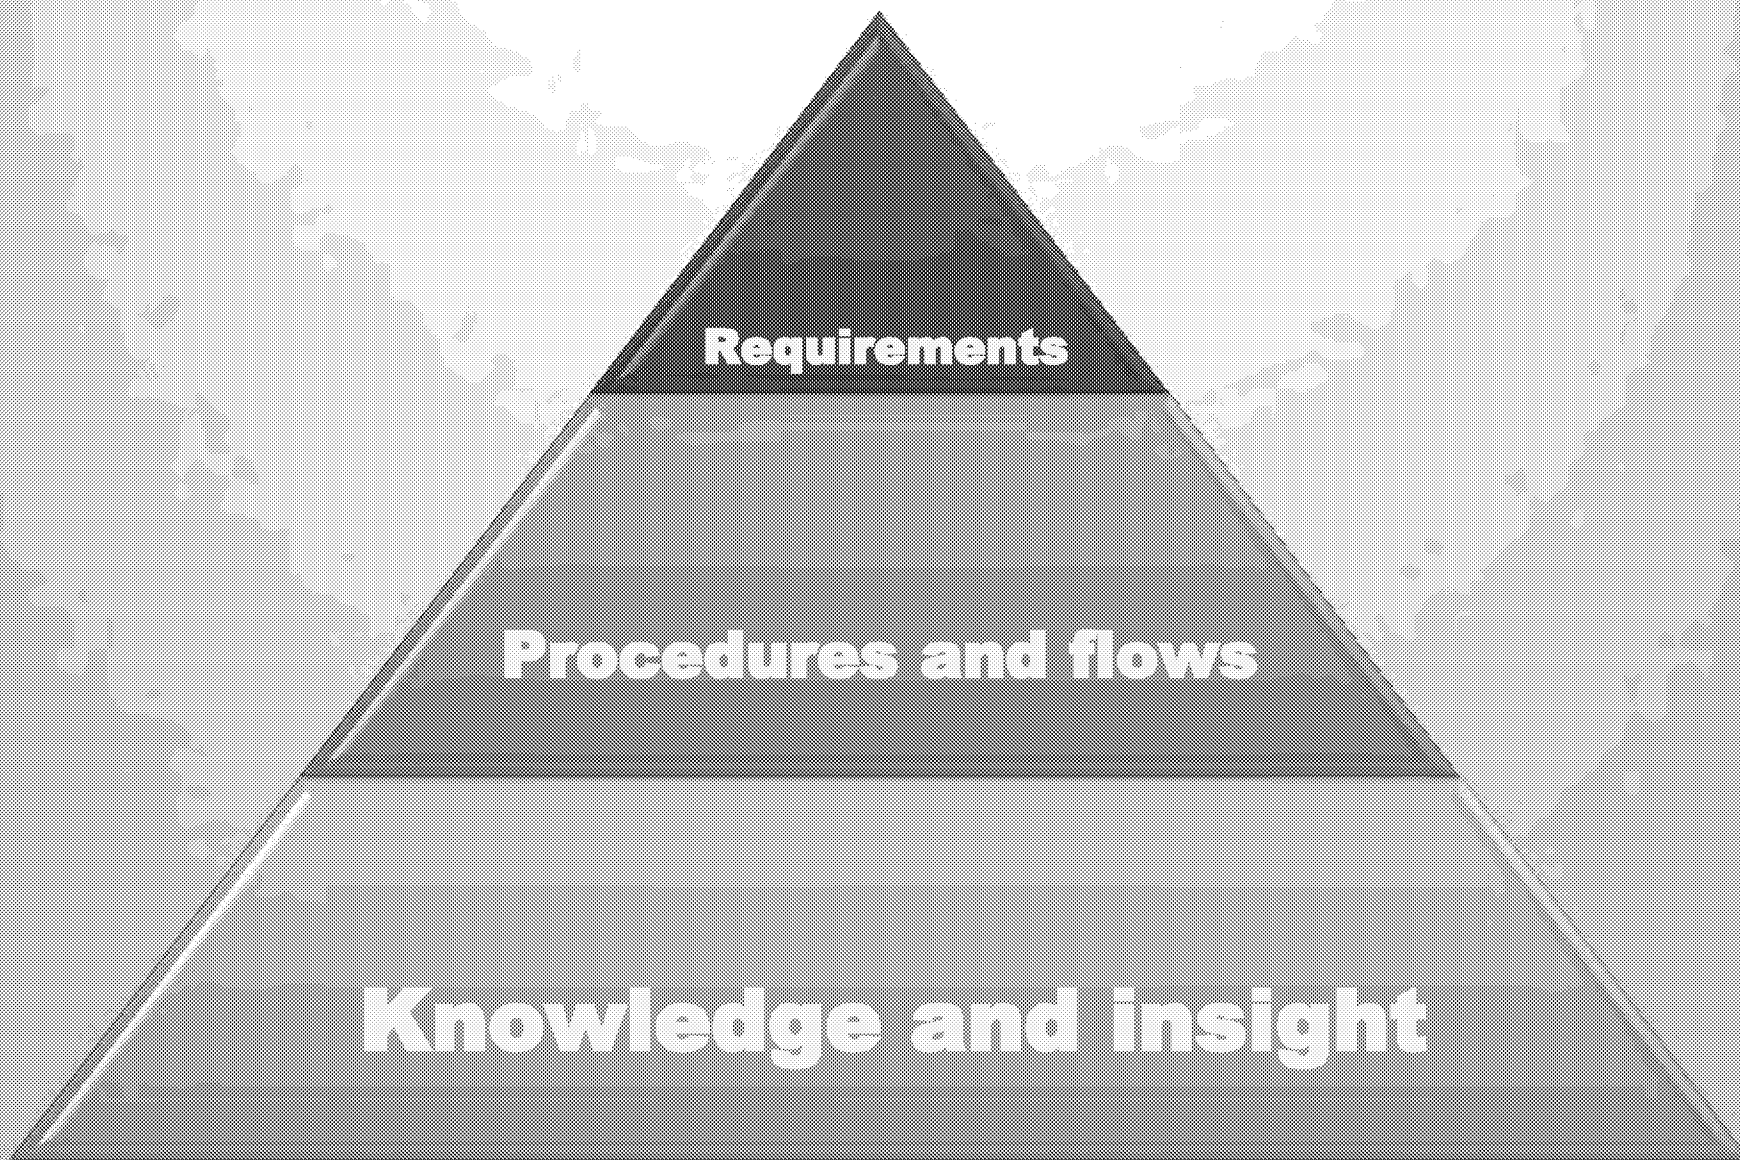 Requirements
Procedures and flows
Knowledge and insight